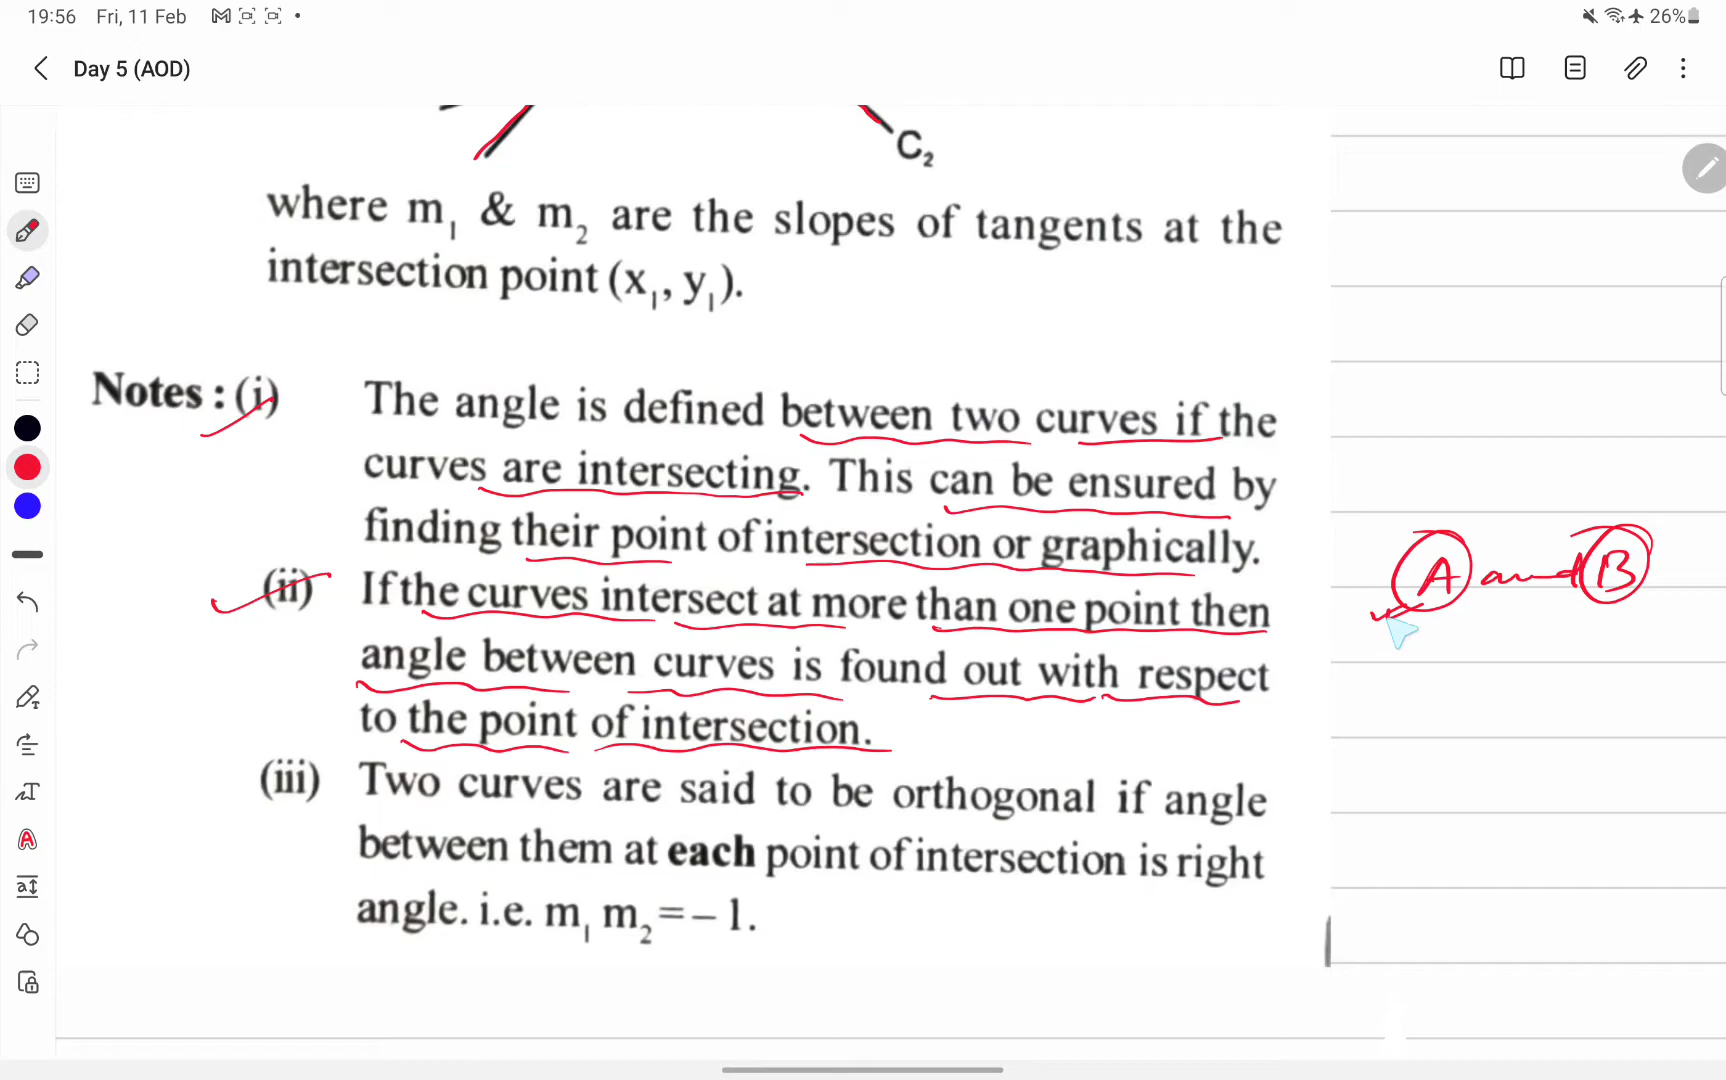 19:56 Fri, 11 Feb
26%
Day 5 (AOD)
C₂
where m₁ & m₂ are the slopes of tangents at the
intersection point (x₁, y₁).
Notes : (i) The angle is defined between two curves if the
curves are intersecting. This can be ensured by
finding their point of intersection or graphically.
A and B
(ii) If the curves intersect at more than one point then
angle between curves is found out with respect
to the point of intersection.
(iii) Two curves are said to be orthogonal if angle
between them at each point of intersection is right
angle. i.e. m₁ m₂ = – 1.